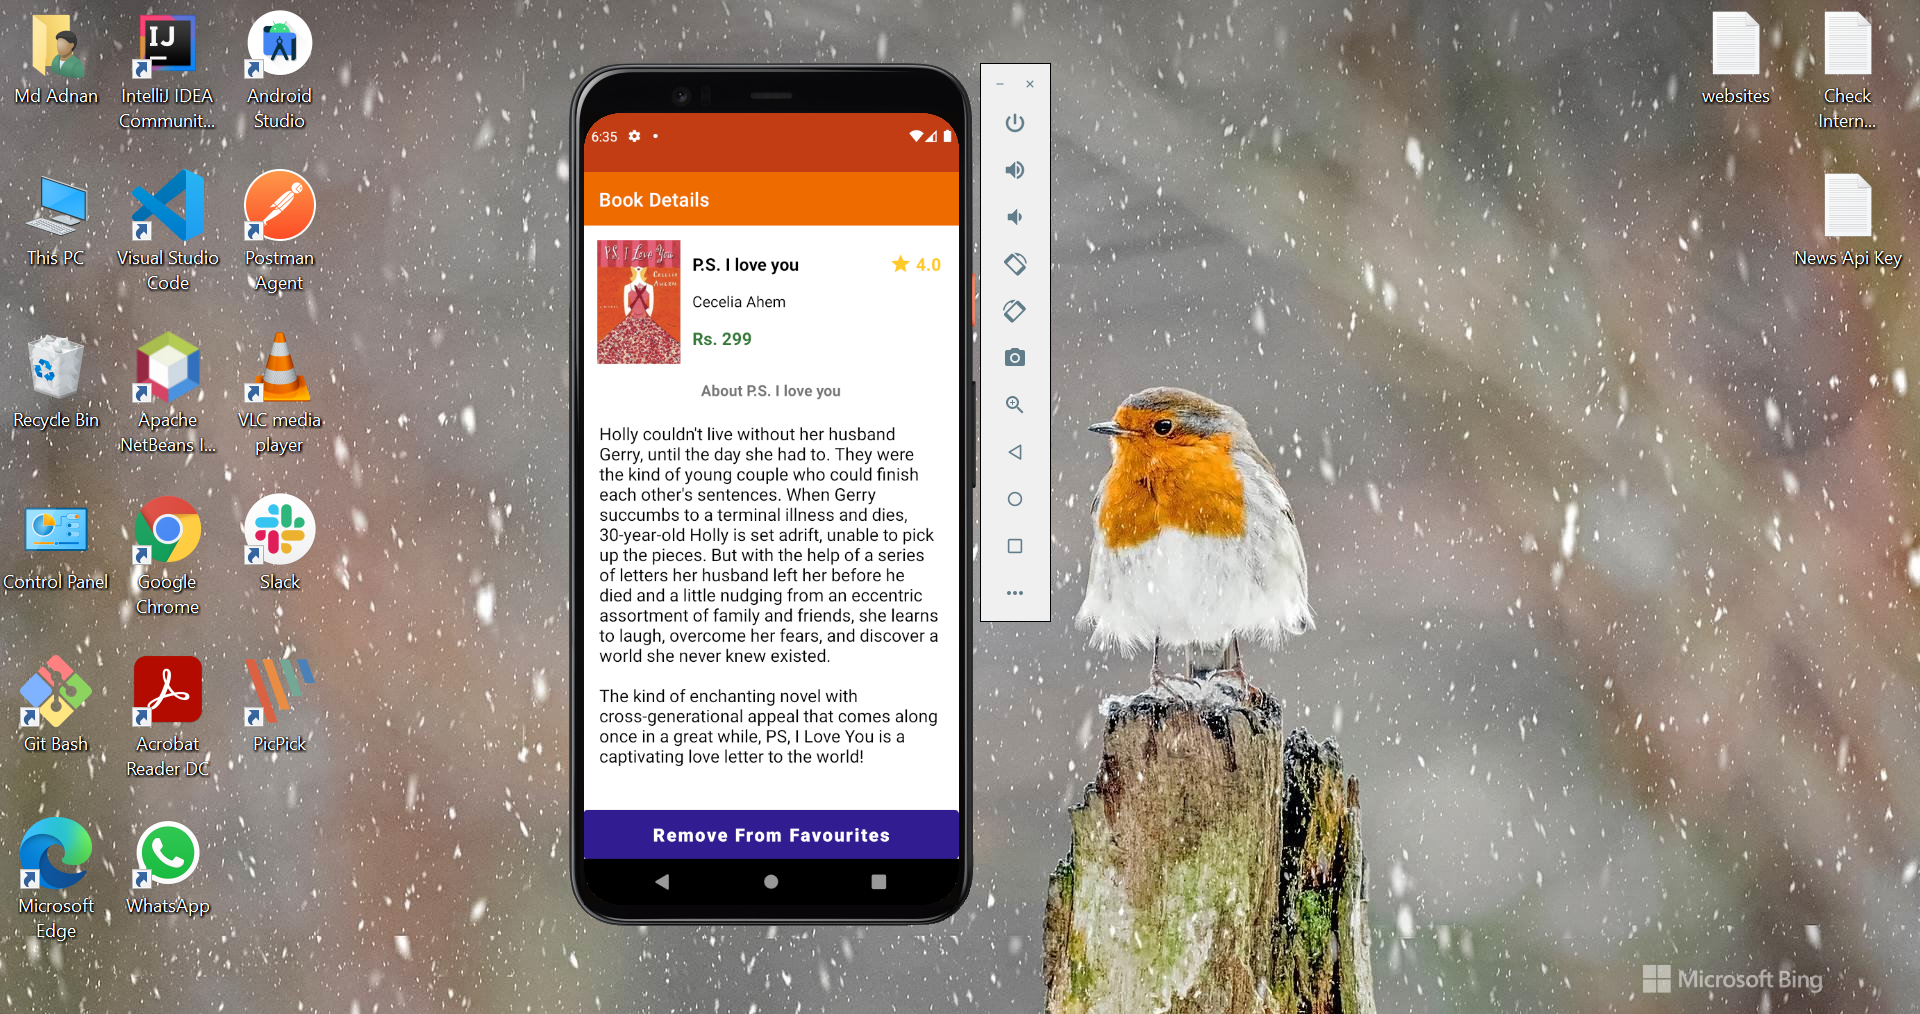 Md Adnan
IJ
IntelliJ IDEA
Communit...
Android
Studio
This PC
Visual Studio
Code
Postman
Agent
Recycle Bin
Apache
NetBeans I...
VLC media
player
Control Panel
Google
Chrome
Slack
Git Bash
Acrobat
Reader DC
PicPick
Microsoft
Edge
WhatsApp
6:35
Book Details
P.S. I Love You
CECELIA
AHERN
P.S. I love you
4.0
Cecelia Ahem
Rs. 299
About P.S. I love you
Holly couldn't live without her husband
Gerry, until the day she had to. They were
the kind of young couple who could finish
each other's sentences. When Gerry
succumbs to a terminal illness and dies,
30-year-old Holly is set adrift, unable to pick
up the pieces. But with the help of a series
of letters her husband left her before he
died and a little nudging from an eccentric
assortment of family and friends, she learns
to laugh, overcome her fears, and discover a
world she never knew existed.
The kind of enchanting novel with
cross-generational appeal that comes along
once in a great while, PS, I Love You is a
captivating love letter to the world!
Remove From Favourites
websites
Check
Intern...
News Api Key
Microsoft Bing